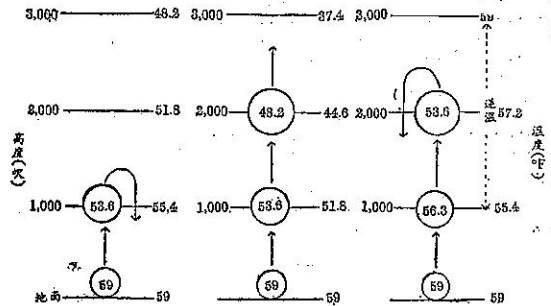 3,000 48.2 3,000 37.4 3,000 59
2,000 51.8 2,000 48.2 44.6 2,000 53.6 逆溫 57.2
高度(呎) 溫度(°F)
1,000 53.6 55.4 1,000 53.6 51.8 1,000 56.3 55.4
59 59 59
地面 59 59 59